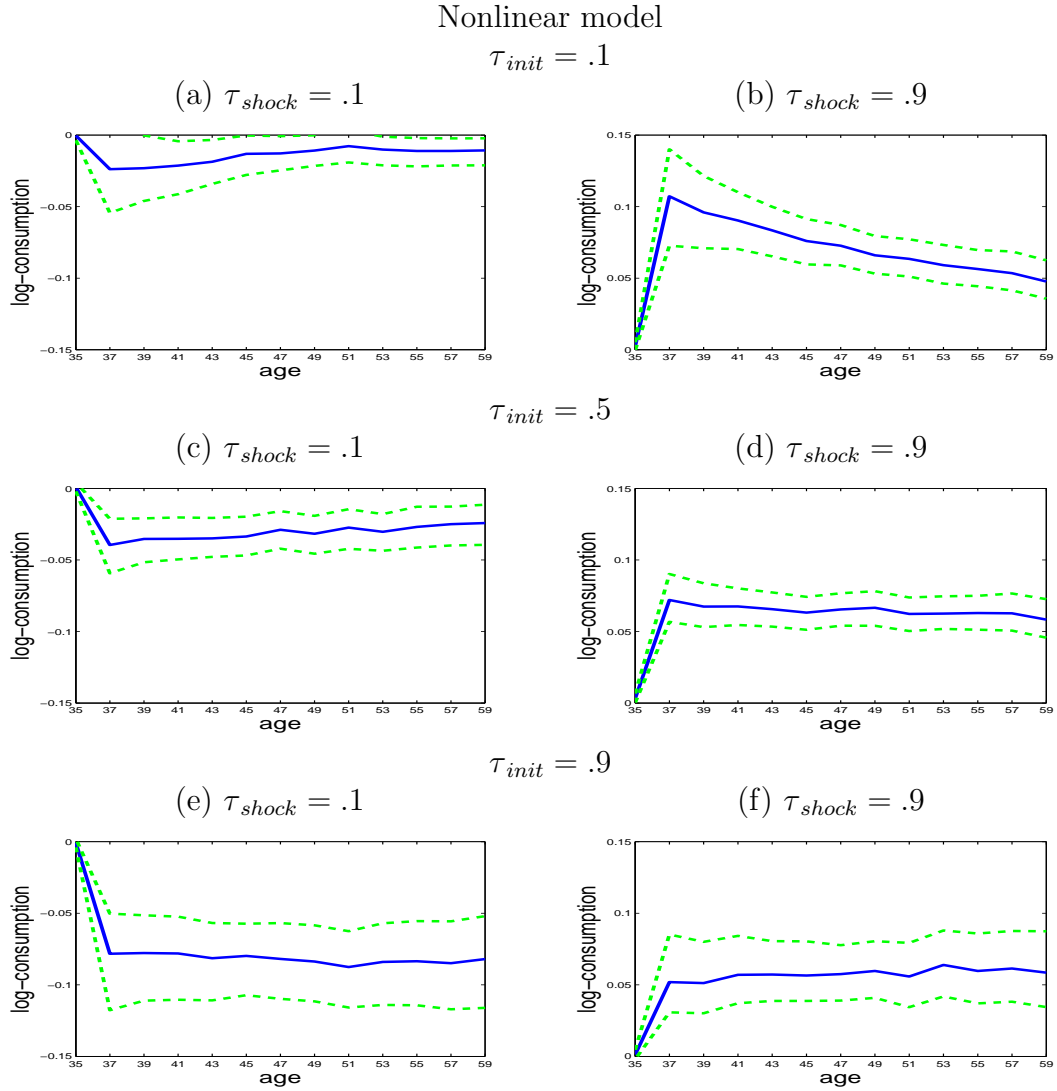 Nonlinear model
τinit = .1
(a) τshock = .1
(b) τshock = .9
log-consumption
0
−0.05
−0.1
−0.15
35 37 39 41 43 45 47 49 51 53 55 57 59
age
log-consumption
0.15
0.1
0.05
0
35 37 39 41 43 45 47 49 51 53 55 57 59
age
τinit = .5
(c) τshock = .1
(d) τshock = .9
log-consumption
0
−0.05
−0.1
−0.15
35 37 39 41 43 45 47 49 51 53 55 57 59
age
log-consumption
0.15
0.1
0.05
0
35 37 39 41 43 45 47 49 51 53 55 57 59
age
τinit = .9
(e) τshock = .1
(f) τshock = .9
log-consumption
0
−0.05
−0.1
−0.15
35 37 39 41 43 45 47 49 51 53 55 57 59
age
log-consumption
0.15
0.1
0.05
0
35 37 39 41 43 45 47 49 51 53 55 57 59
age